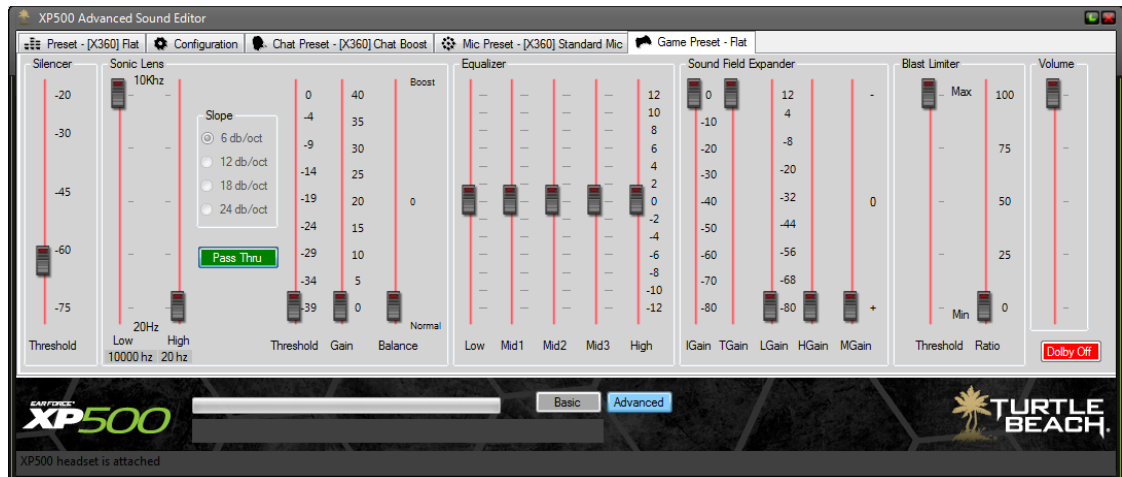 XP500 Advanced Sound Editor
Preset - [X360] Flat
Configuration
Chat Preset - [X360] Chat Boost
Mic Preset - [X360] Standard Mic
Game Preset - Flat
Silencer
-20
-30
-45
-60
-75
Threshold
Sonic Lens
10Khz
20Hz
Low
High
10000 hz
20 hz
Slope
6 db/oct
12 db/oct
18 db/oct
24 db/oct
Pass Thru
0
-4
-9
-14
-19
-24
-29
-34
-39
Threshold
40
35
30
25
20
15
10
5
0
Gain
Boost
0
Normal
Balance
Equalizer
12
10
8
6
4
2
0
-2
-4
-6
-8
-10
-12
Low
Mid1
Mid2
Mid3
High
Sound Field Expander
0
-10
-20
-30
-40
-50
-60
-70
-80
IGain
TGain
12
4
-8
-20
-32
-44
-56
-68
-80
LGain
HGain
-
0
+
MGain
Blast Limiter
Max
Min
Threshold
100
75
50
25
0
Ratio
Volume
Dolby Off
EAR FORCE
XP500
Basic
Advanced
TURTLE
BEACH.
XP500 headset is attached